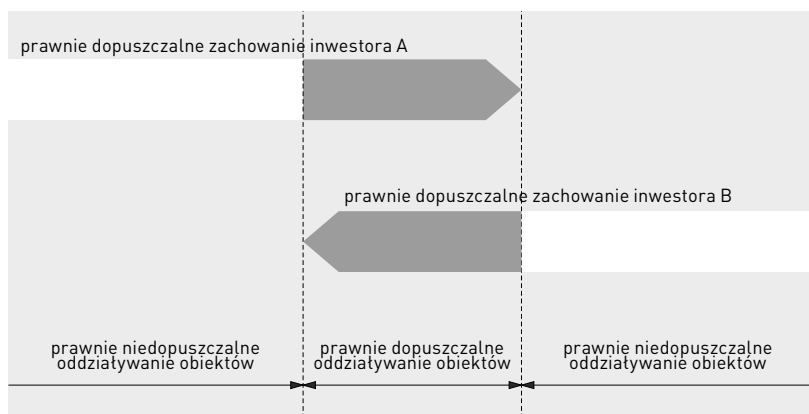 prawnie dopuszczalne zachowanie inwestora A
prawnie dopuszczalne zachowanie inwestora B
prawnie niedopuszczalne
oddziaływanie obiektów
prawnie dopuszczalne
oddziaływanie obiektów
prawnie niedopuszczalne
oddziaływanie obiektów